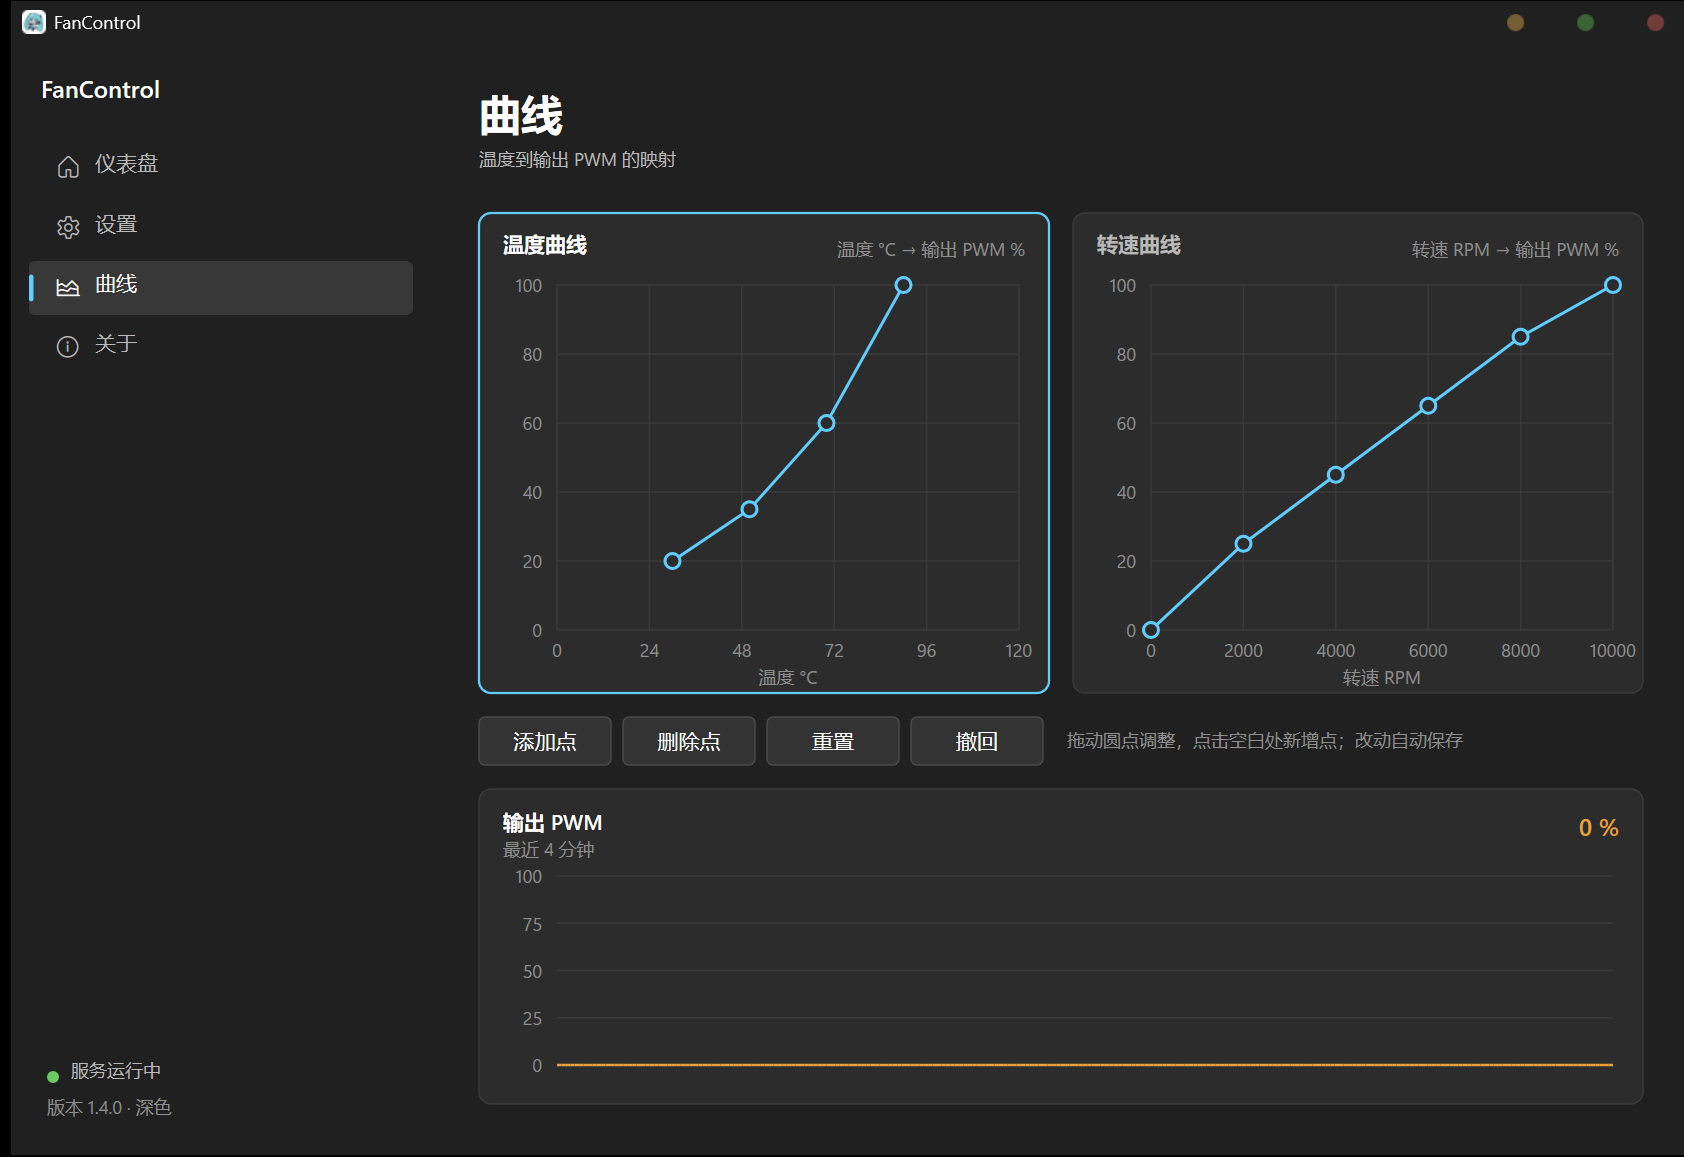 FanControl
FanControl
仪表盘
设置
曲线
关于
服务运行中
版本 1.4.0 · 深色
曲线
温度到输出 PWM 的映射
温度曲线
温度 °C → 输出 PWM %
100
80
60
40
20
0
0 24 48 72 96 120
温度 °C
转速曲线
转速 RPM → 输出 PWM %
100
80
60
40
20
0
0 2000 4000 6000 8000 10000
转速 RPM
添加点 删除点 重置 撤回 拖动圆点调整，点击空白处新增点；改动自动保存
输出 PWM
0 %
最近 4 分钟
100
75
50
25
0